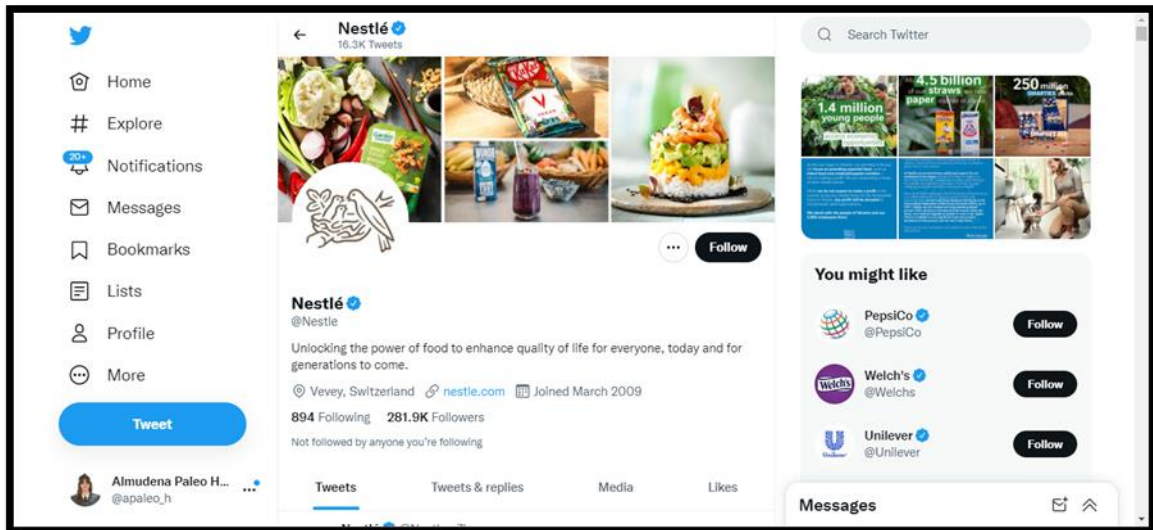 Nestlé
16.3K Tweets
Home
Explore
20+
Notifications
Messages
Bookmarks
Lists
Profile
More
Tweet
Almudena Paleo H...
@apaleo_h
KitKat
V
Follow
Nestlé
@Nestle
Unlocking the power of food to enhance quality of life for everyone, today and for
generations to come.
Vevey, Switzerland nestle.com Joined March 2009
894 Following 281.9K Followers
Not followed by anyone you're following
Tweets Tweets & replies Media Likes
Search Twitter
1.4 million
young people
4.5 billion
straws
paper
250 million
You might like
PepsiCo
@PepsiCo
Follow
Welch's
Welch's
@Welchs
Follow
Unilever
Unilever
@Unilever
Follow
Messages